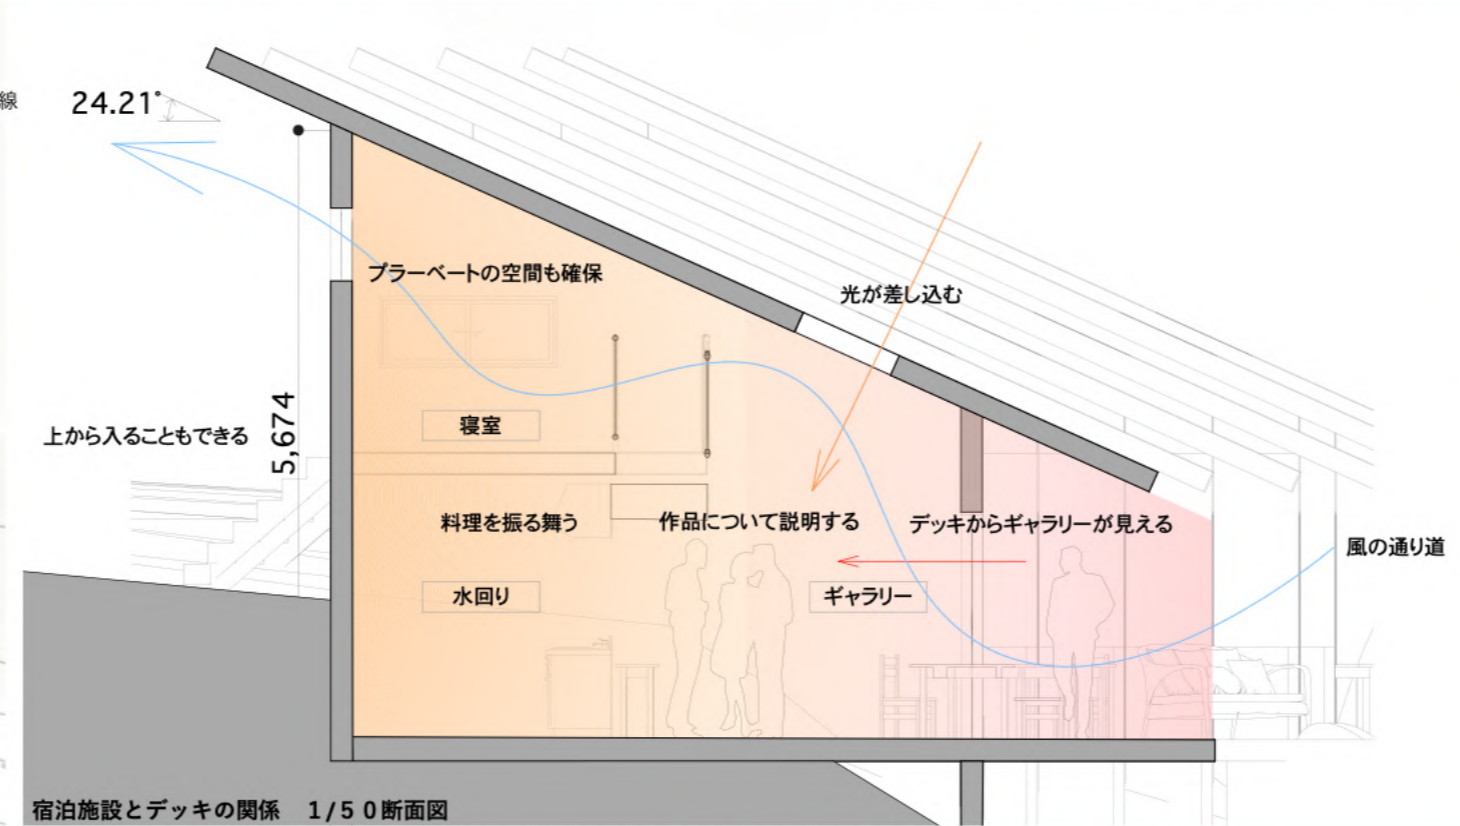 線
24.21°
プラーベートの空間も確保
光が差し込む
上から入ることもできる
5,674
寝室
料理を振る舞う
作品について説明する
デッキからギャラリーが見える
風の通り道
水回り
ギャラリー
宿泊施設とデッキの関係　1/50断面図